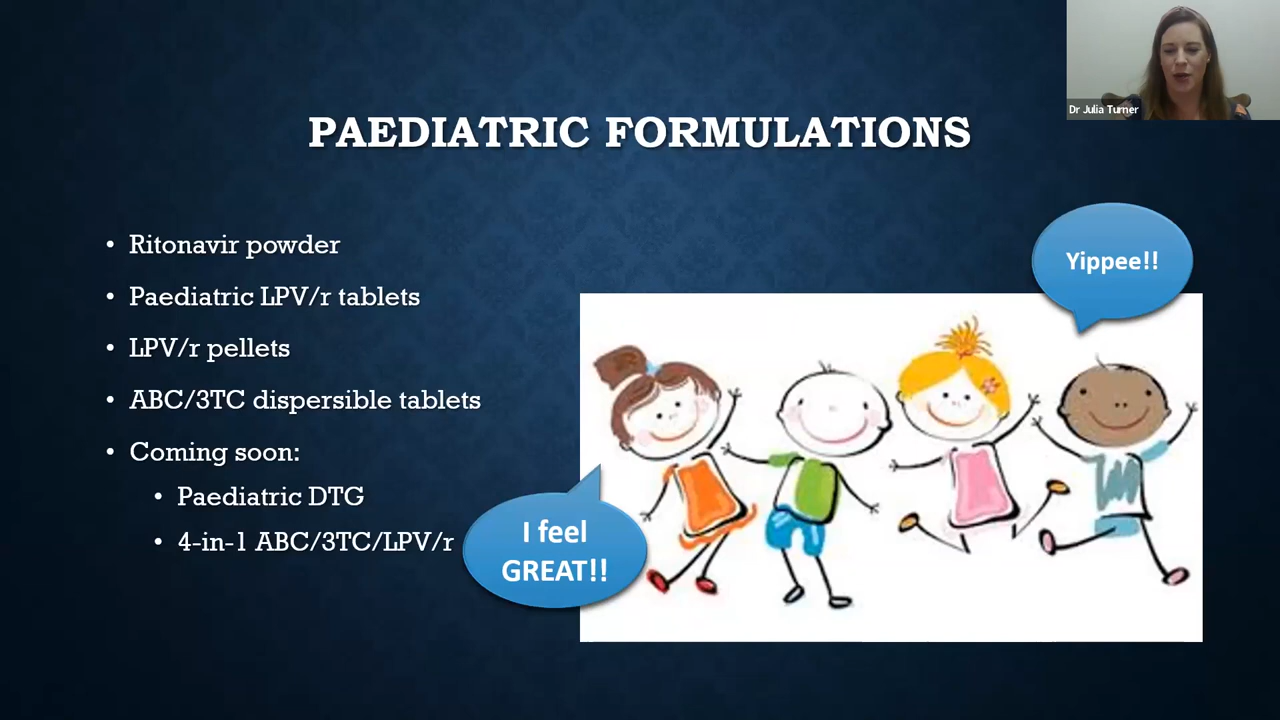 Dr Julia Turner
PAEDIATRIC FORMULATIONS
• Ritonavir powder
• Paediatric LPV/r tablets
• LPV/r pellets
• ABC/3TC dispersible tablets
• Coming soon:
• Paediatric DTG
• 4-in-1 ABC/3TC/LPV/r
Yippee!!
I feel
GREAT!!